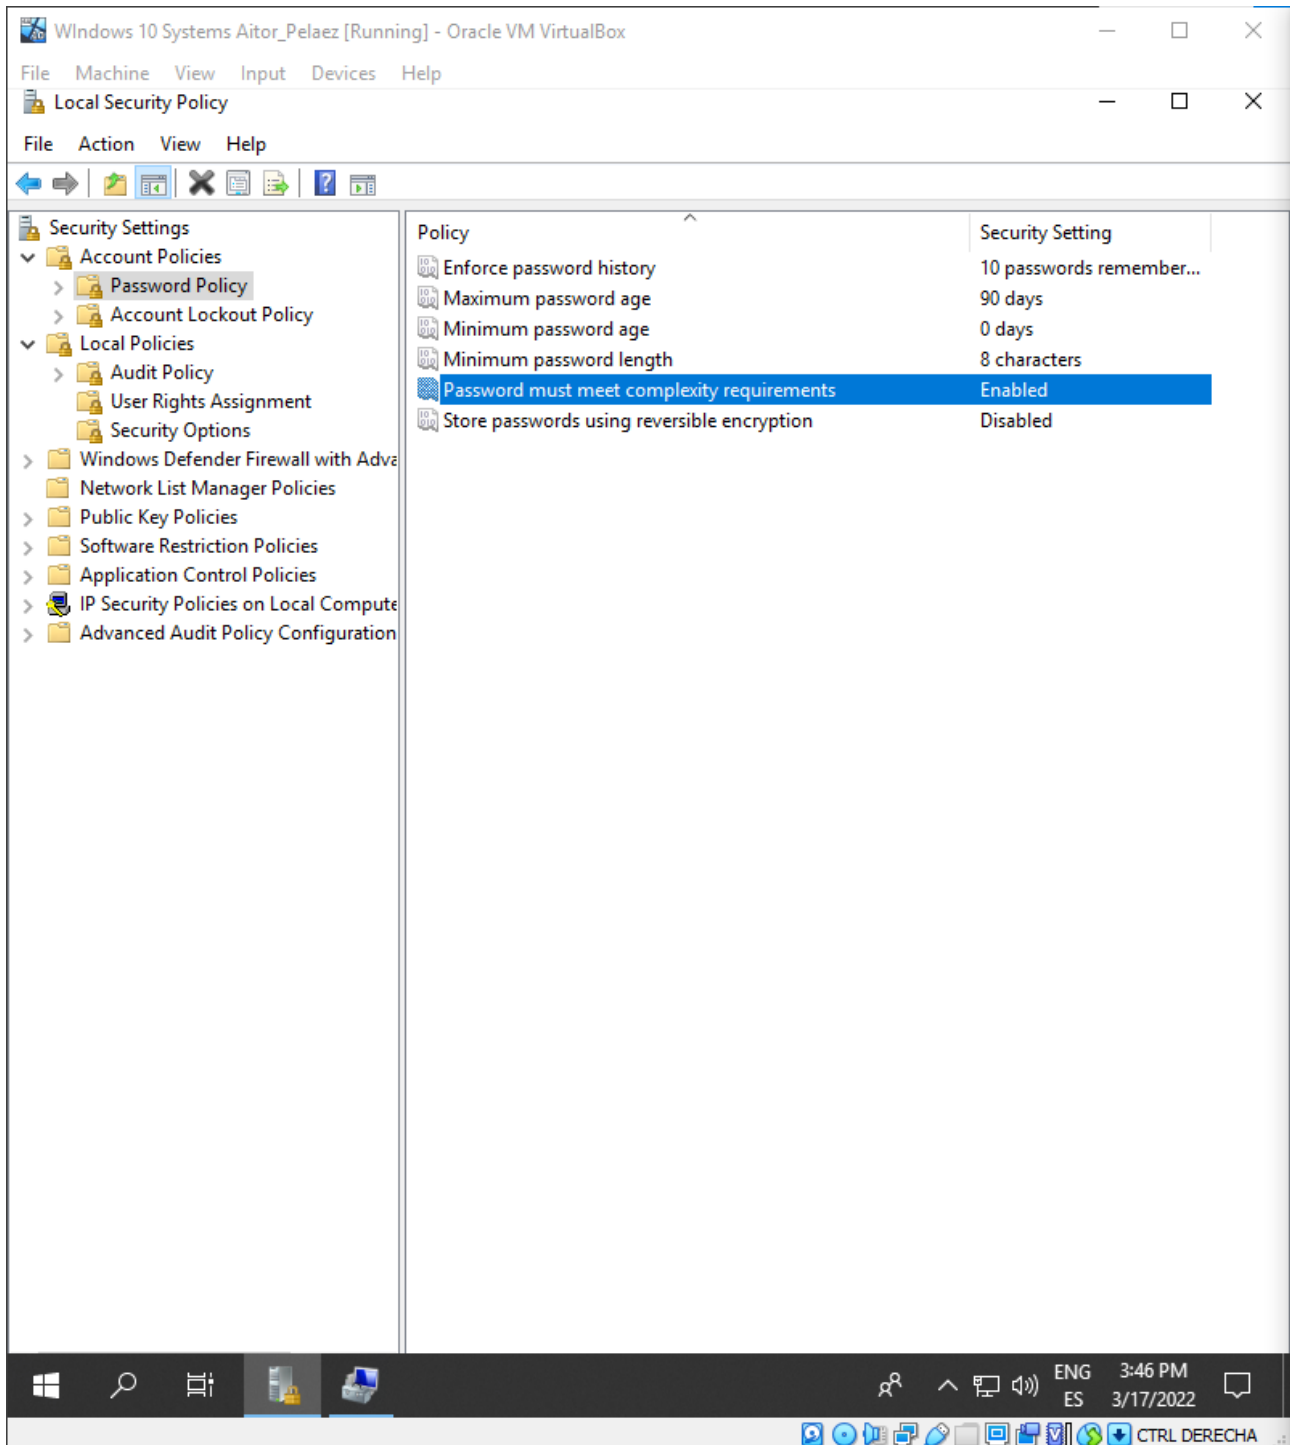 WIndows 10 Systems Aitor_Pelaez [Running] - Oracle VM VirtualBox
File Machine View Input Devices Help
Local Security Policy
File Action View Help
Security Settings
Account Policies
Password Policy
Account Lockout Policy
Local Policies
Audit Policy
User Rights Assignment
Security Options
Windows Defender Firewall with Adva
Network List Manager Policies
Public Key Policies
Software Restriction Policies
Application Control Policies
IP Security Policies on Local Compute
Advanced Audit Policy Configuration
Policy Security Setting
Enforce password history 10 passwords remember...
Maximum password age 90 days
Minimum password age 0 days
Minimum password length 8 characters
Password must meet complexity requirements Enabled
Store passwords using reversible encryption Disabled
ENG 3:46 PM
ES 3/17/2022
CTRL DERECHA